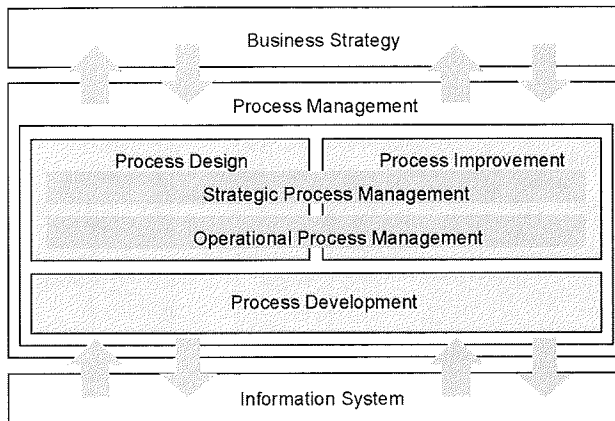 Business Strategy
Process Management
Process Design
Process Improvement
Strategic Process Management
Operational Process Management
Process Development
Information System